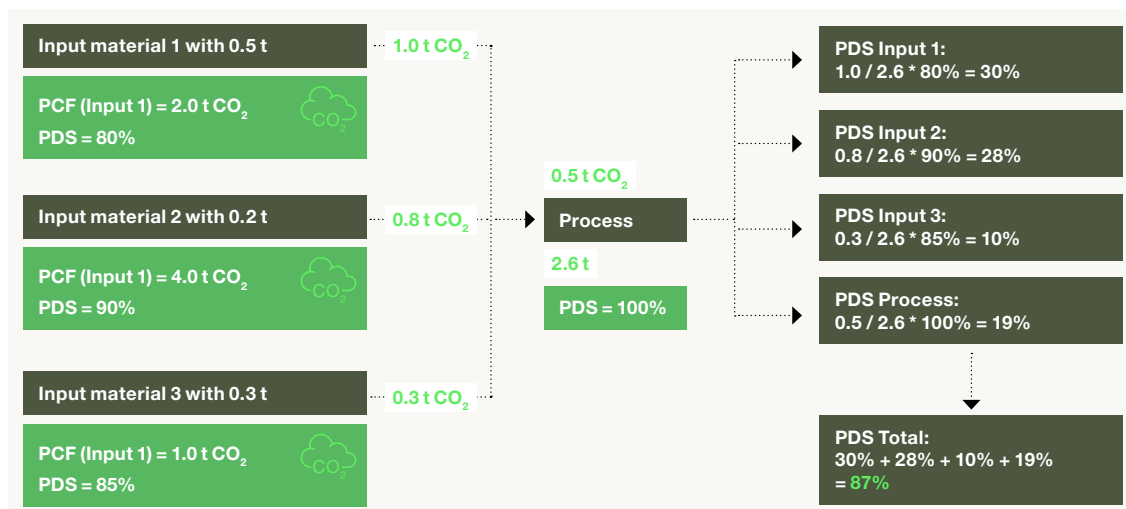 Input material 1 with 0.5 t
PCF (Input 1) = 2.0 t CO₂
PDS = 80%
CO₂
1.0 t CO₂
Input material 2 with 0.2 t
PCF (Input 1) = 4.0 t CO₂
PDS = 90%
CO₂
0.8 t CO₂
Input material 3 with 0.3 t
PCF (Input 1) = 1.0 t CO₂
PDS = 85%
CO₂
0.3 t CO₂
0.5 t CO₂
Process
2.6 t
PDS = 100%
PDS Input 1:
1.0 / 2.6 * 80% = 30%
PDS Input 2:
0.8 / 2.6 * 90% = 28%
PDS Input 3:
0.3 / 2.6 * 85% = 10%
PDS Process:
0.5 / 2.6 * 100% = 19%
PDS Total:
30% + 28% + 10% + 19%
= 87%